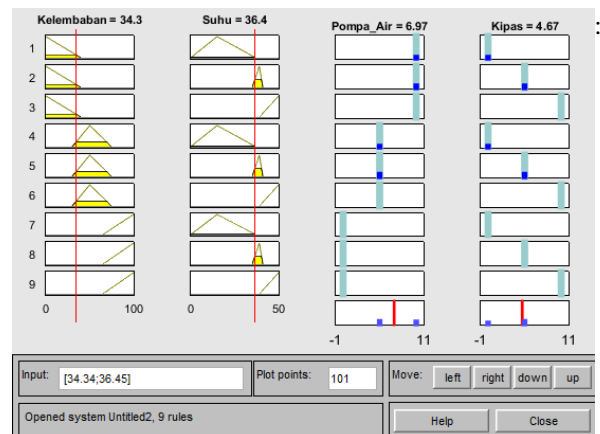 Kelembaban = 34.3
Suhu = 36.4
Pompa_Air = 6.97
Kipas = 4.67
:
1
2
3
4
5
6
7
8
9
0 100
0 50
-1 11
-1 11
Input: [34.34;36.45]
Plot points: 101
Move: left right down up
Opened system Untitled2, 9 rules
Help Close